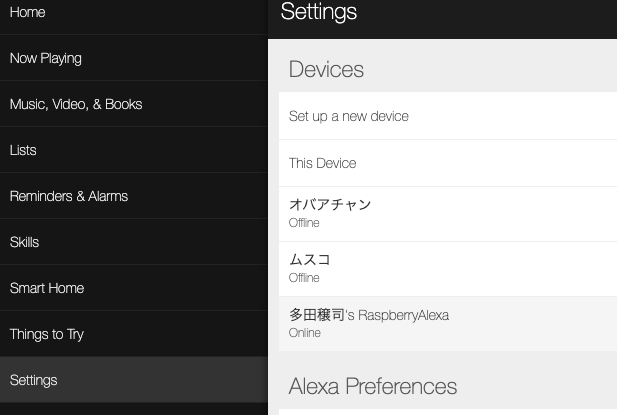 Home
Now Playing
Music, Video, & Books
Lists
Reminders & Alarms
Skills
Smart Home
Things to Try
Settings
Settings
Devices
Set up a new device
This Device
オバアチャン
Offline
ムスコ
Offline
多田穣司's RaspberryAlexa
Online
Alexa Preferences